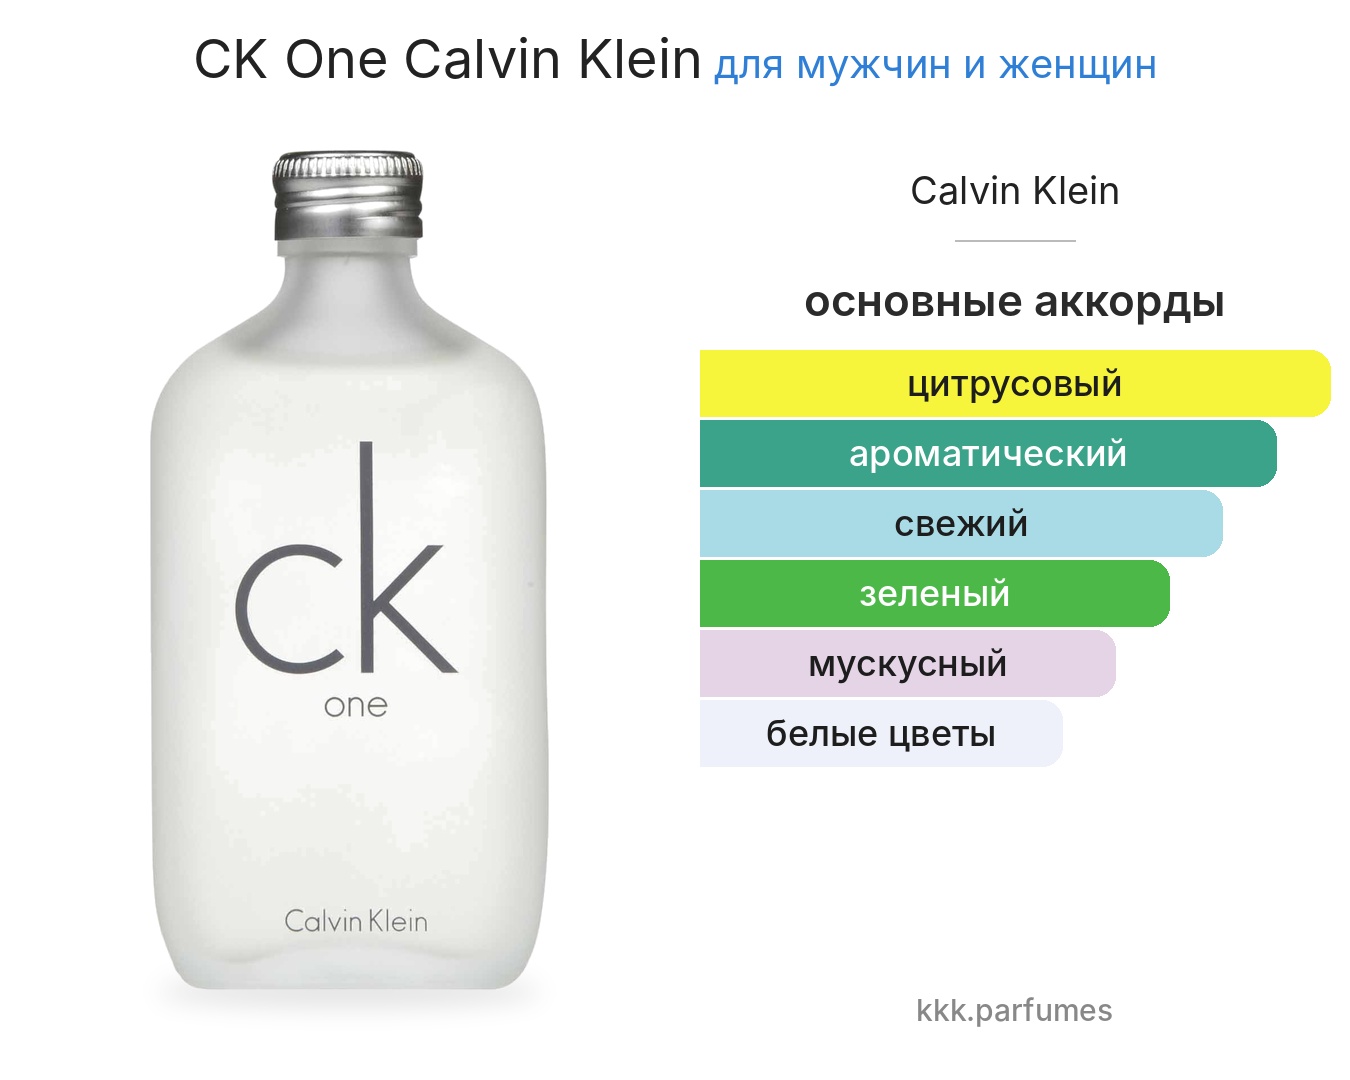 CK One Calvin Klein для мужчин и женщин
ck
one
Calvin Klein
Calvin Klein
основные аккорды
цитрусовый
ароматический
свежий
зеленый
мускусный
белые цветы
kkk.parfumes